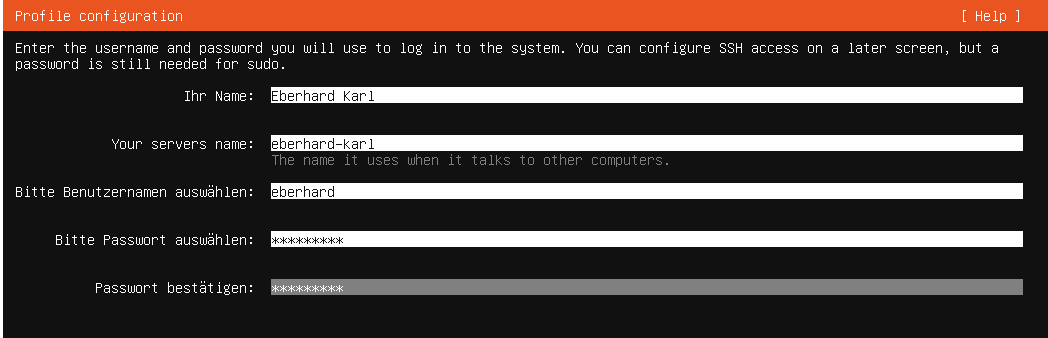 Profile configuration [ Help ]
Enter the username and password you will use to log in to the system. You can configure SSH access on a later screen, but a
password is still needed for sudo.
Ihr Name: Eberhard Karl
Your servers name: eberhard-karl
The name it uses when it talks to other computers.
Bitte Benutzernamen auswählen: eberhard
Bitte Passwort auswählen: *********
Passwort bestätigen: *********